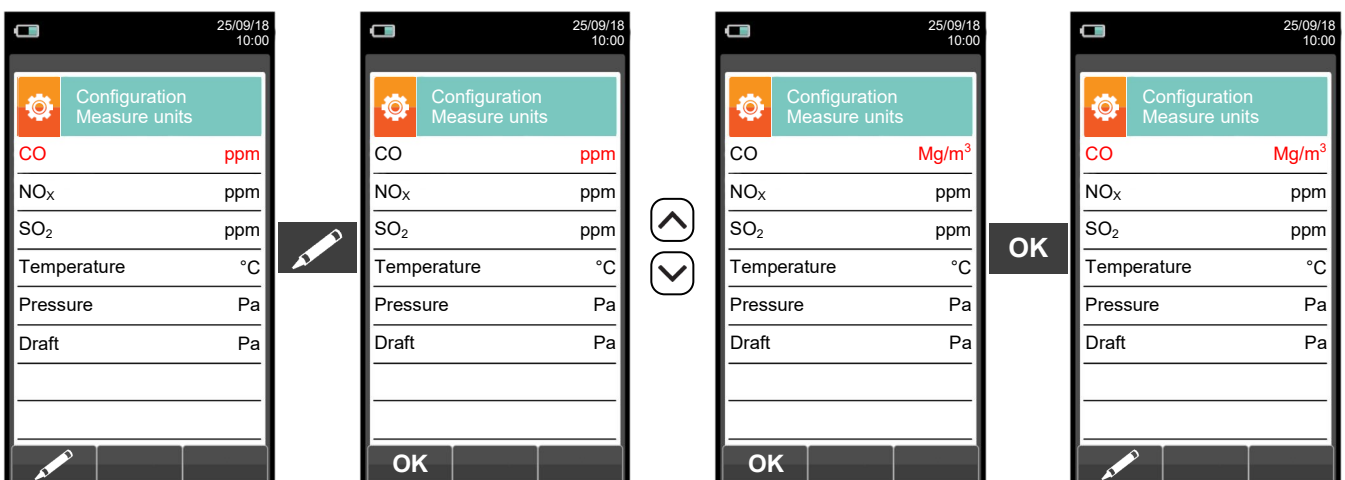 25/09/18
10:00
Configuration
Measure units
CO ppm
NOX ppm
SO2 ppm
Temperature °C
Pressure Pa
Draft Pa
25/09/18
10:00
Configuration
Measure units
CO ppm
NOX ppm
SO2 ppm
Temperature °C
Pressure Pa
Draft Pa
OK
25/09/18
10:00
Configuration
Measure units
CO Mg/m³
NOX ppm
SO2 ppm
Temperature °C
Pressure Pa
Draft Pa
OK
OK
25/09/18
10:00
Configuration
Measure units
CO Mg/m³
NOX ppm
SO2 ppm
Temperature °C
Pressure Pa
Draft Pa